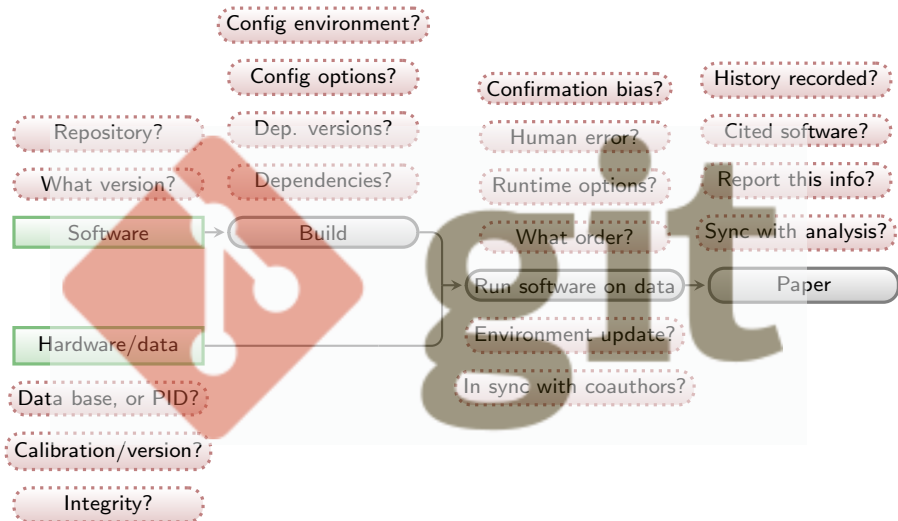 Config environment?
Config options?
Dep. versions?
Dependencies?
Repository?
What version?
Software
Build
Confirmation bias?
Human error?
Runtime options?
What order?
Run software on data
Environment update?
In sync with coauthors?
History recorded?
Cited software?
Report this info?
Sync with analysis?
Paper
Hardware/data
Data base, or PID?
Calibration/version?
Integrity?
git